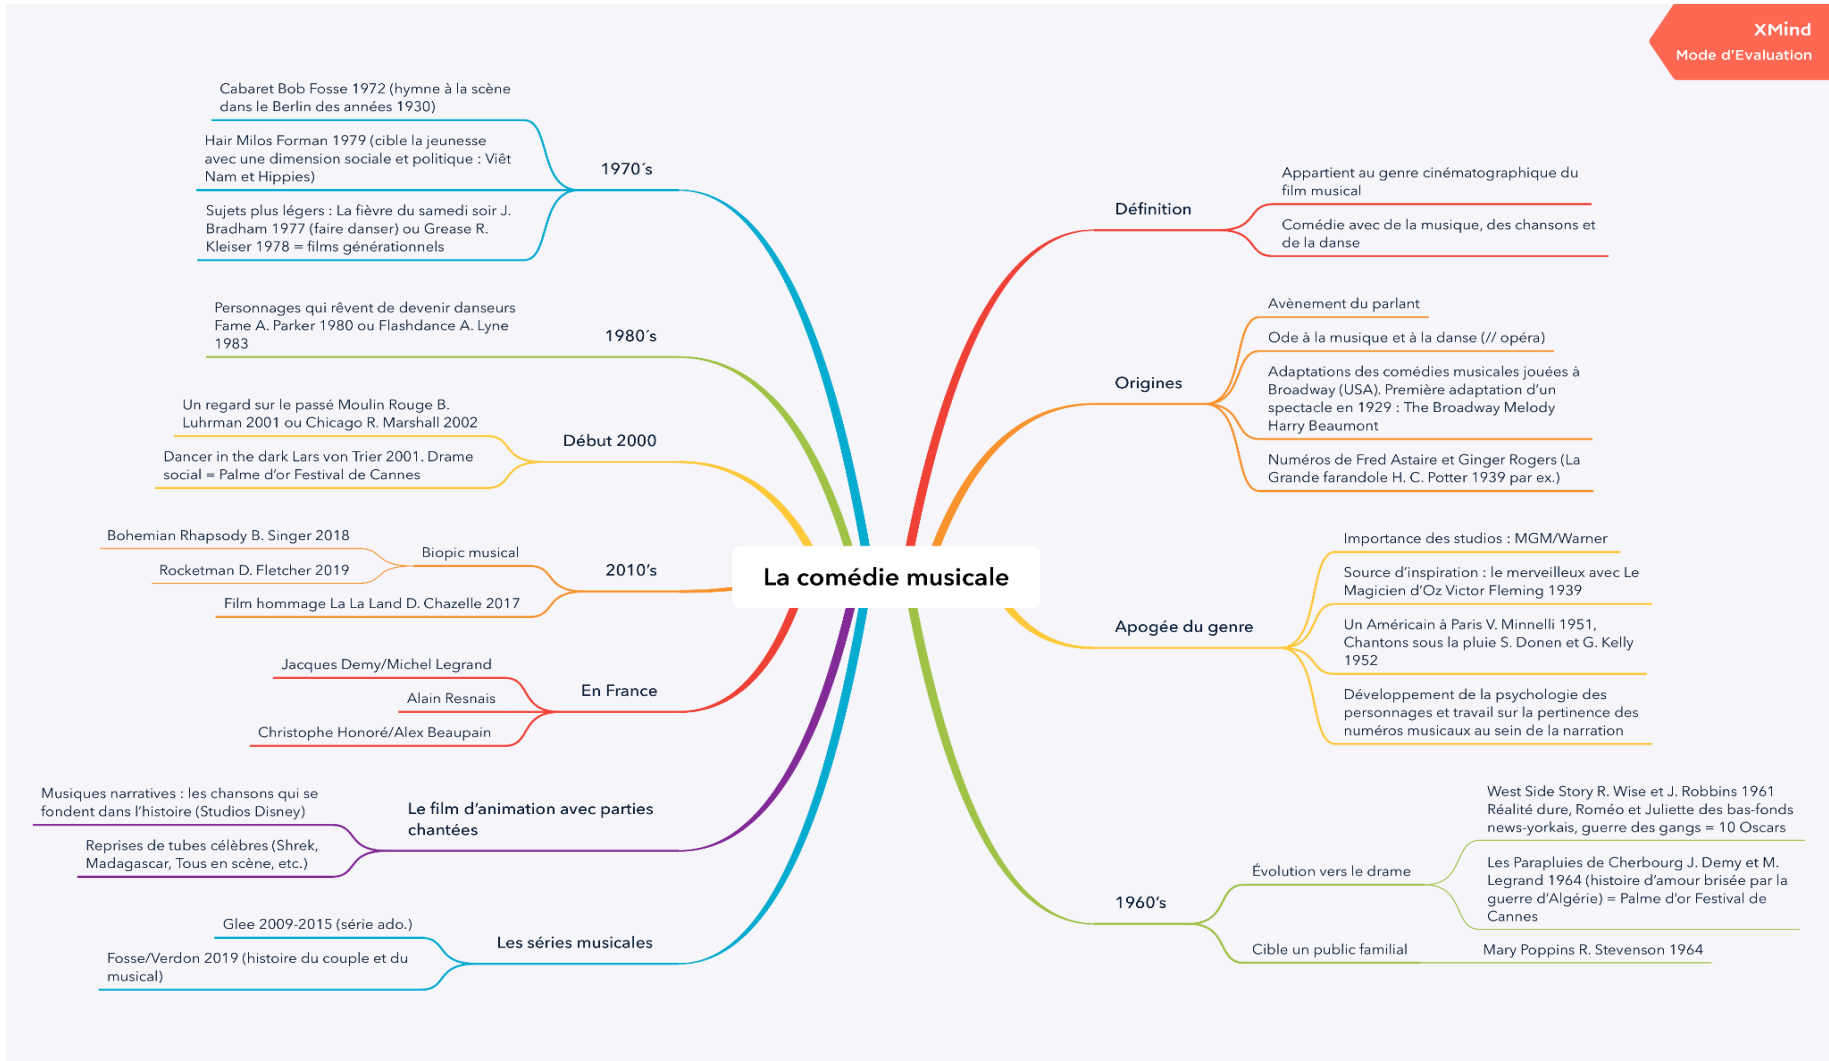 XMind
Mode d'Evaluation
La comédie musicale
Définition
Appartient au genre cinématographique du
film musical
Comédie avec de la musique, des chansons et
de la danse
Origines
Avènement du parlant
Ode à la musique et à la danse (// opéra)
Adaptations des comédies musicales jouées à
Broadway (USA). Première adaptation d'un
spectacle en 1929 : The Broadway Melody
Harry Beaumont
Numéros de Fred Astaire et Ginger Rogers (La
Grande farandole H. C. Potter 1939 par ex.)
Apogée du genre
Importance des studios : MGM/Warner
Source d'inspiration : le merveilleux avec Le
Magicien d'Oz Victor Fleming 1939
Un Américain à Paris V. Minnelli 1951,
Chantons sous la pluie S. Donen et G. Kelly
1952
Développement de la psychologie des
personnages et travail sur la pertinence des
numéros musicaux au sein de la narration
1960's
Évolution vers le drame
West Side Story R. Wise et J. Robbins 1961
Réalité dure, Roméo et Juliette des bas-fonds
news-yorkais, guerre des gangs = 10 Oscars
Les Parapluies de Cherbourg J. Demy et M.
Legrand 1964 (histoire d'amour brisée par la
guerre d'Algérie) = Palme d'or Festival de
Cannes
Cible un public familial
Mary Poppins R. Stevenson 1964
1970´s
Cabaret Bob Fosse 1972 (hymne à la scène
dans le Berlin des années 1930)
Hair Milos Forman 1979 (cible la jeunesse
avec une dimension sociale et politique : Viêt
Nam et Hippies)
Sujets plus légers : La fièvre du samedi soir J.
Bradham 1977 (faire danser) ou Grease R.
Kleiser 1978 = films générationnels
1980´s
Personnages qui rêvent de devenir danseurs
Fame A. Parker 1980 ou Flashdance A. Lyne
1983
Début 2000
Un regard sur le passé Moulin Rouge B.
Luhrman 2001 ou Chicago R. Marshall 2002
Dancer in the dark Lars von Trier 2001. Drame
social = Palme d'or Festival de Cannes
2010's
Biopic musical
Bohemian Rhapsody B. Singer 2018
Rocketman D. Fletcher 2019
Film hommage La La Land D. Chazelle 2017
En France
Jacques Demy/Michel Legrand
Alain Resnais
Christophe Honoré/Alex Beaupain
Le film d'animation avec parties
chantées
Musiques narratives : les chansons qui se
fondent dans l'histoire (Studios Disney)
Reprises de tubes célèbres (Shrek,
Madagascar, Tous en scène, etc.)
Les séries musicales
Glee 2009-2015 (série ado.)
Fosse/Verdon 2019 (histoire du couple et du
musical)